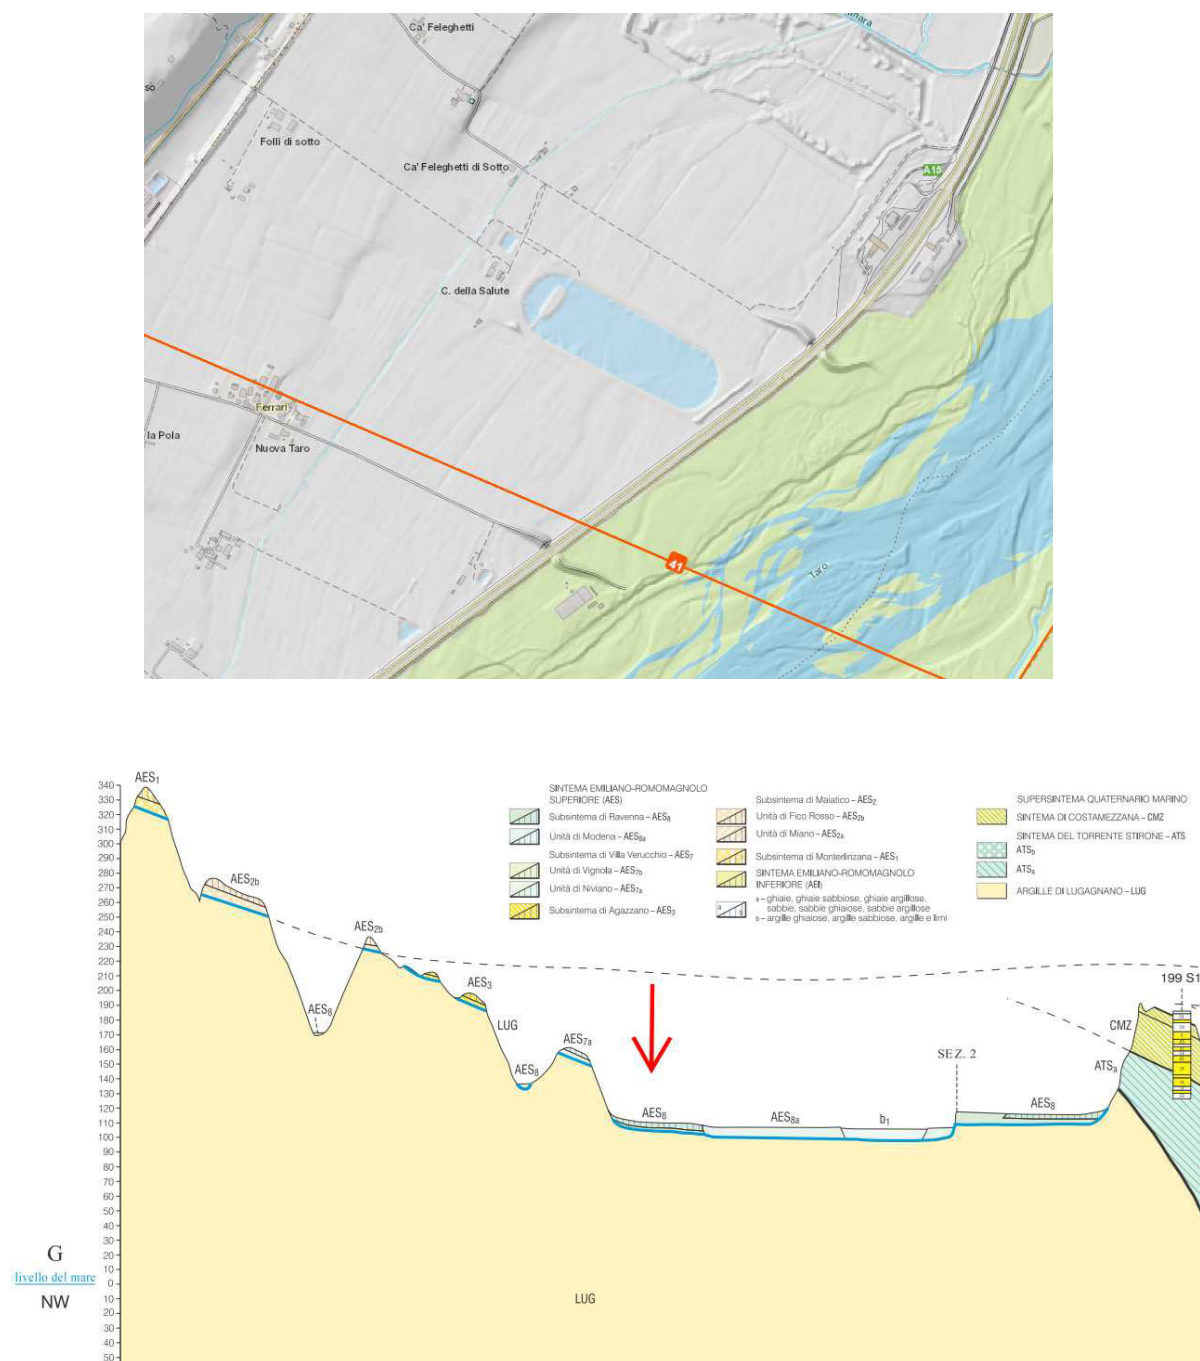 Ca' Feleghetti
Folli di sotto
Ca' Feleghetti di Sotto
A15
C. della Salute
Ferrari
la Pola
Nuova Taro
41
Taro
AES1
AES2b
AES8
AES2b
AES3
LUG
AES8
AES7a
AES8
AES8a
b1
SEZ. 2
AES8
ATSa
CMZ
199 S1
SINTEMA EMILIANO-ROMOMAGNOLO
SUPERIORE (AES)
Subsintema di Ravenna – AES8
Unità di Modena – AES8a
Subsintema di Villa Verucchio – AES7
Unità di Vignola – AES7b
Unità di Niviano – AES7a
Subsintema di Agazzano – AES3
Subsintema di Maiatico – AES2
Unità di Fico Rosso – AES2b
Unità di Miano – AES2a
Subsintema di Monterlinzana – AES1
SINTEMA EMILIANO-ROMOMAGNOLO
INFERIORE (AEI)
a – ghiaie, ghiaie sabbiose, ghiaie argillose,
sabbie, sabbie ghiaiose, sabbie argillose
b – argille ghiaiose, argille sabbiose, argille e limi
SUPERSINTEMA QUATERNARIO MARINO
SINTEMA DI COSTAMEZZANA – CMZ
SINTEMA DEL TORRENTE STIRONE – ATS
ATSb
ATSa
ARGILLE DI LUGAGNANO – LUG
340
330
320
310
300
290
280
270
260
250
240
230
220
210
200
190
180
170
160
150
140
130
120
110
100
90
80
70
60
50
40
30
20
10
0
10
20
30
40
50
G
livello del mare
NW
LUG